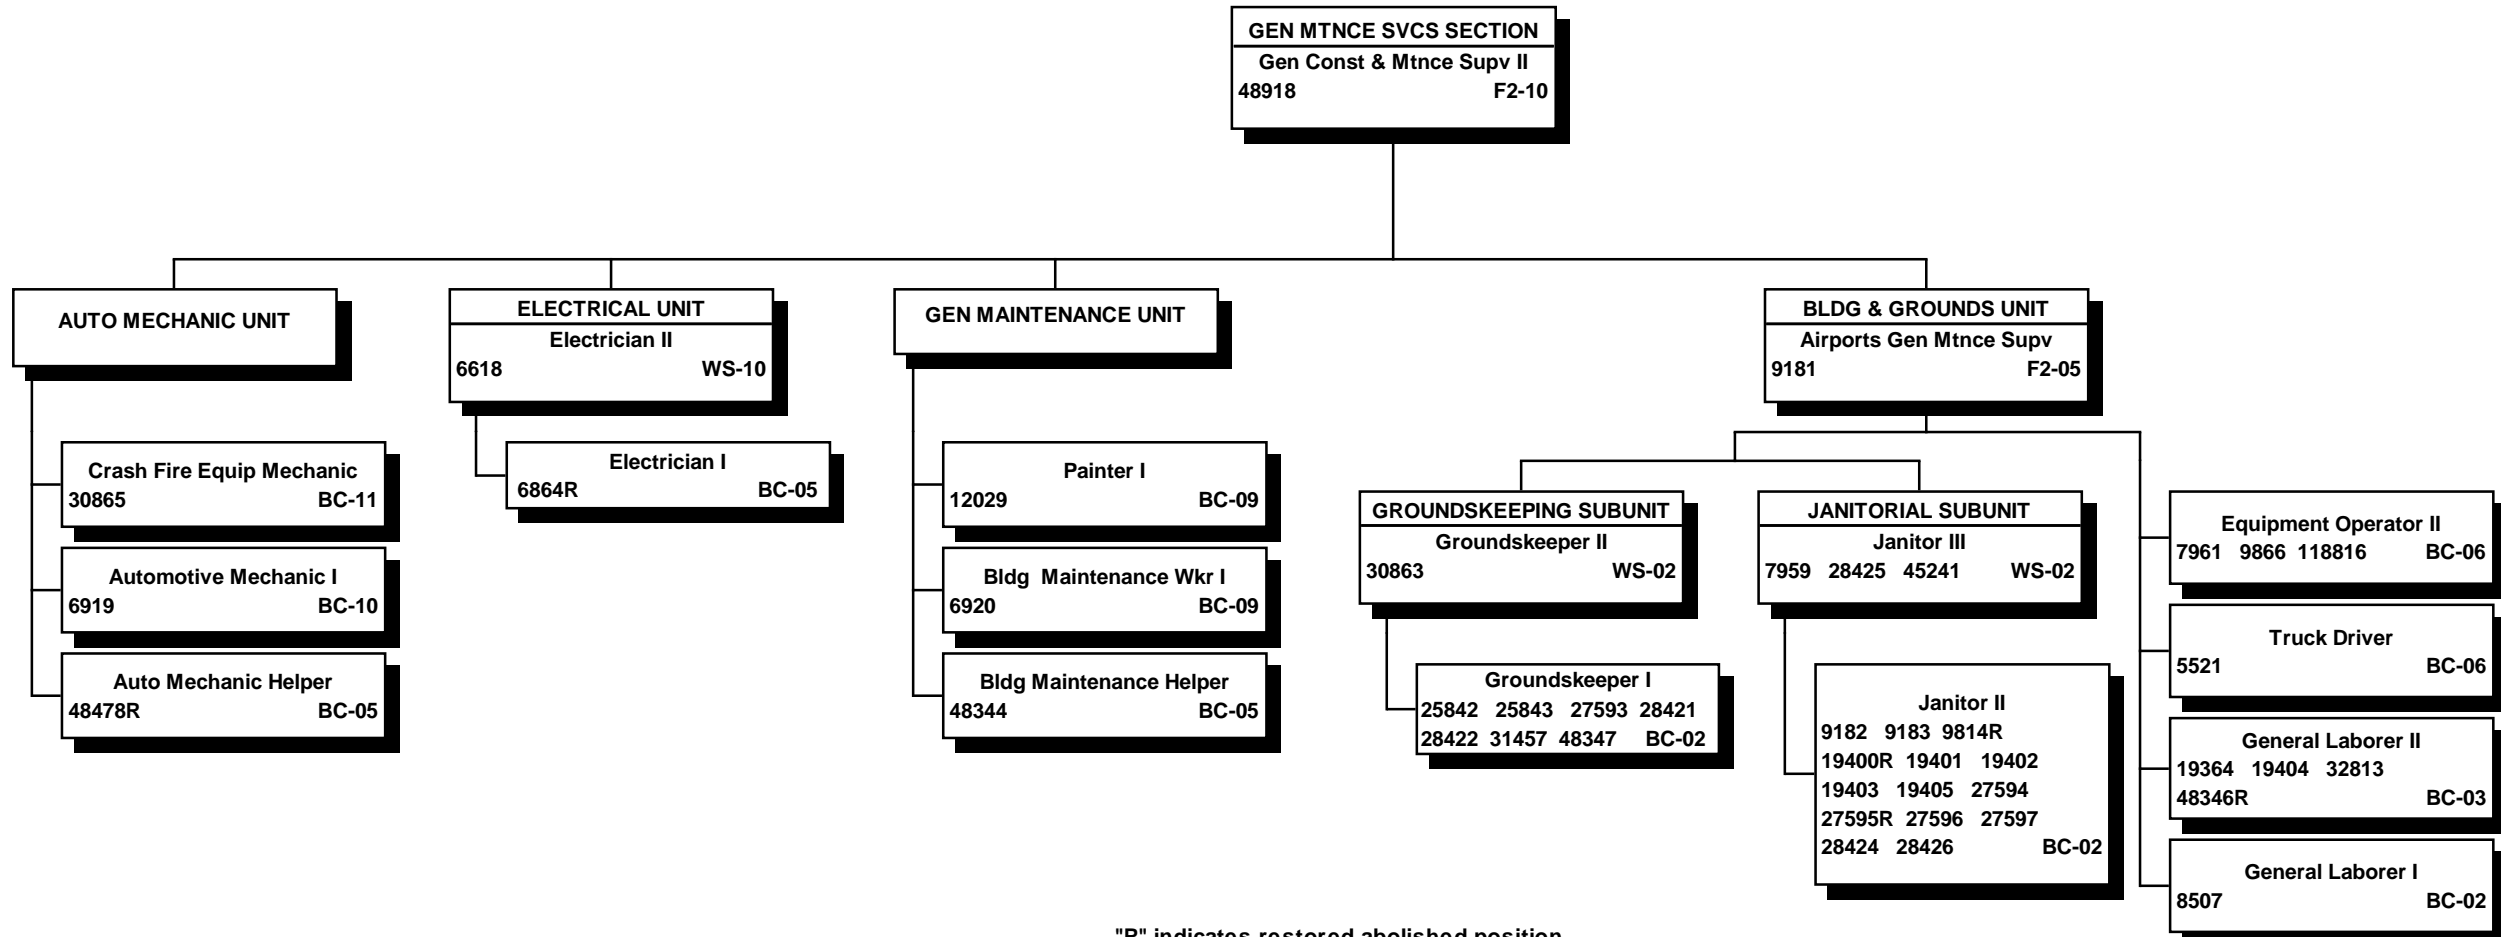 GEN MTNCE SVCS SECTION
Gen Const & Mtnce Supv II
48918 F2-10
AUTO MECHANIC UNIT
Crash Fire Equip Mechanic
30865 BC-11
Automotive Mechanic I
6919 BC-10
Auto Mechanic Helper
48478R BC-05
ELECTRICAL UNIT
Electrician II
6618 WS-10
Electrician I
6864R BC-05
GEN MAINTENANCE UNIT
Painter I
12029 BC-09
Bldg Maintenance Wkr I
6920 BC-09
Bldg Maintenance Helper
48344 BC-05
BLDG & GROUNDS UNIT
Airports Gen Mtnce Supv
9181 F2-05
GROUNDSKEEPING SUBUNIT
Groundskeeper II
30863 WS-02
Groundskeeper I
25842 25843 27593 28421
28422 31457 48347 BC-02
JANITORIAL SUBUNIT
Janitor III
7959 28425 45241 WS-02
Janitor II
9182 9183 9814R
19400R 19401 19402
19403 19405 27594
27595R 27596 27597
28424 28426 BC-02
Equipment Operator II
7961 9866 118816 BC-06
Truck Driver
5521 BC-06
General Laborer II
19364 19404 32813
48346R BC-03
General Laborer I
8507 BC-02
"R" indicates restored abolished position